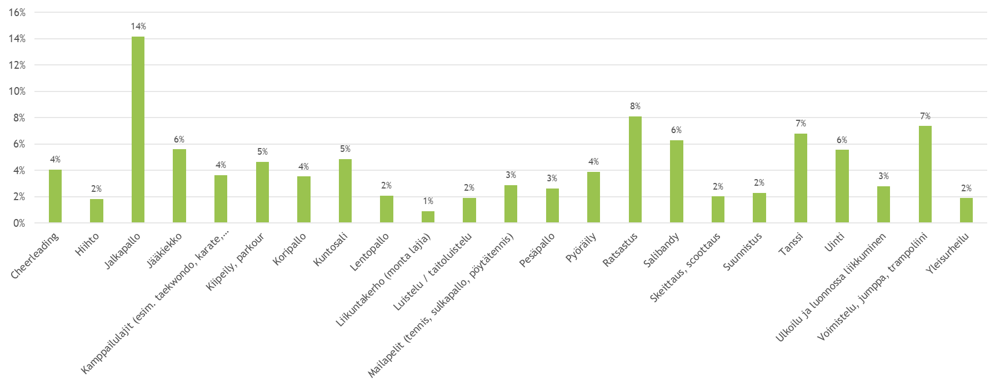 16%
14%
12%
10%
8%
6%
4%
2%
0%
4%
2%
14%
6%
4%
5%
4%
5%
2%
1%
2%
3%
3%
4%
8%
6%
2%
2%
7%
6%
3%
7%
2%
Cheerleading
Hiihto
Jalkapallo
Jääkiekko
Kamppailulajit (esim. taekwondo, karate,...
Kiipeily, parkour
Koripallo
Kuntosali
Lentopallo
Liikuntakerho (monta lajia)
Luistelu / taitoluistelu
Mailapelit (tennis, sulkapallo, pöytätennis)
Pesäpallo
Pyöräily
Ratsastus
Salibandy
Skeittaus, scoottaus
Suunnistus
Tanssi
Uinti
Ulkoilu ja luonnossa liikkuminen
Voimistelu, jumppa, trampoliini
Yleisurheilu